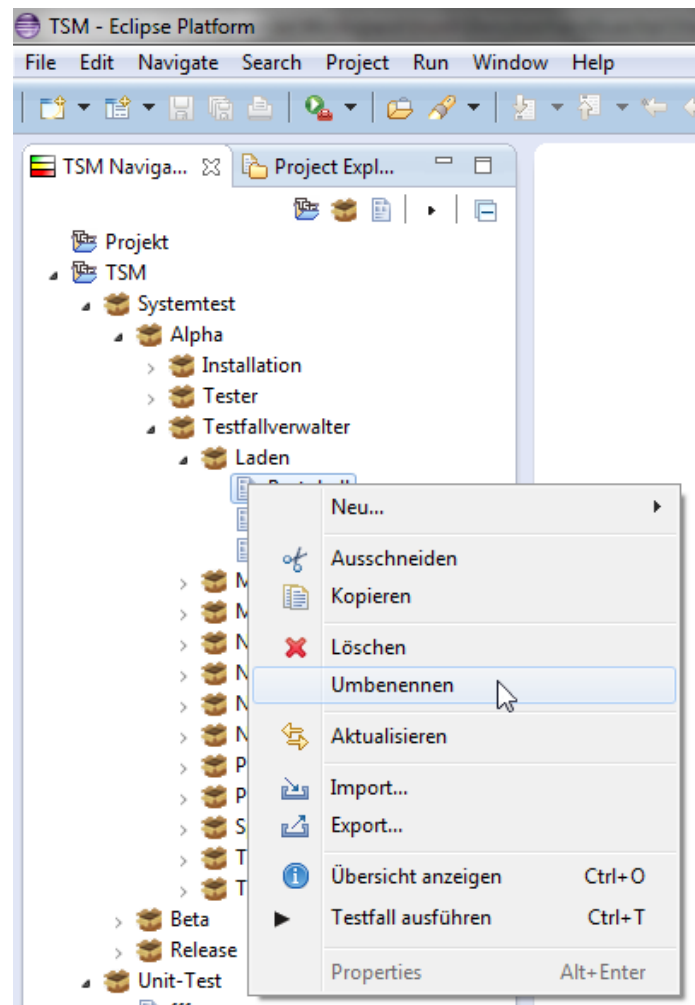 TSM - Eclipse Platform
File Edit Navigate Search Project Run Window Help
TSM Naviga... Project Expl...
Projekt
TSM
Systemtest
Alpha
Installation
Tester
Testfallverwalter
Laden
Neu...
Ausschneiden
Kopieren
M
Löschen
M
N
Umbenennen
N
N
N
Aktualisieren
P
P
Import...
S
Export...
T
Übersicht anzeigen Ctrl+O
T
Beta
Testfall ausführen Ctrl+T
Release
Properties Alt+Enter
Unit-Test